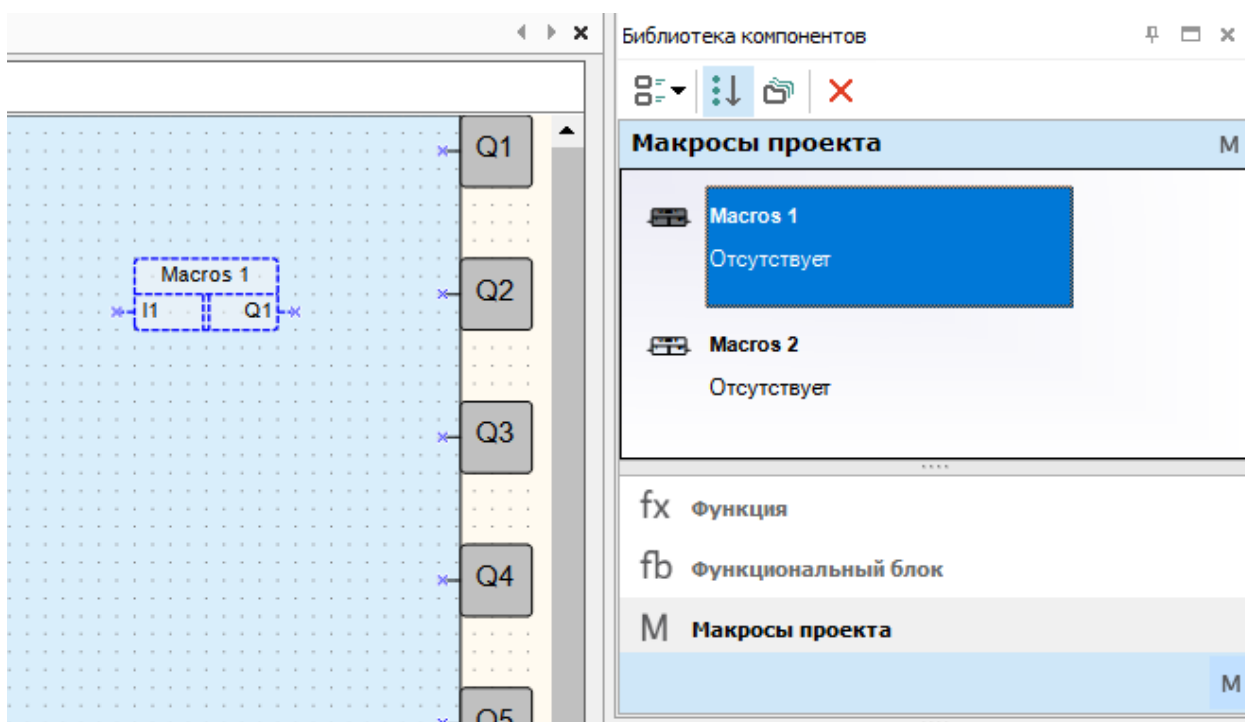 Библиотека компонентов
Макросы проекта M
Macros 1
Отсутствует
Macros 2
Отсутствует
fx Функция
fb Функциональный блок
M Макросы проекта
M
Macros 1
I1 Q1
Q1
Q2
Q3
Q4
Q5